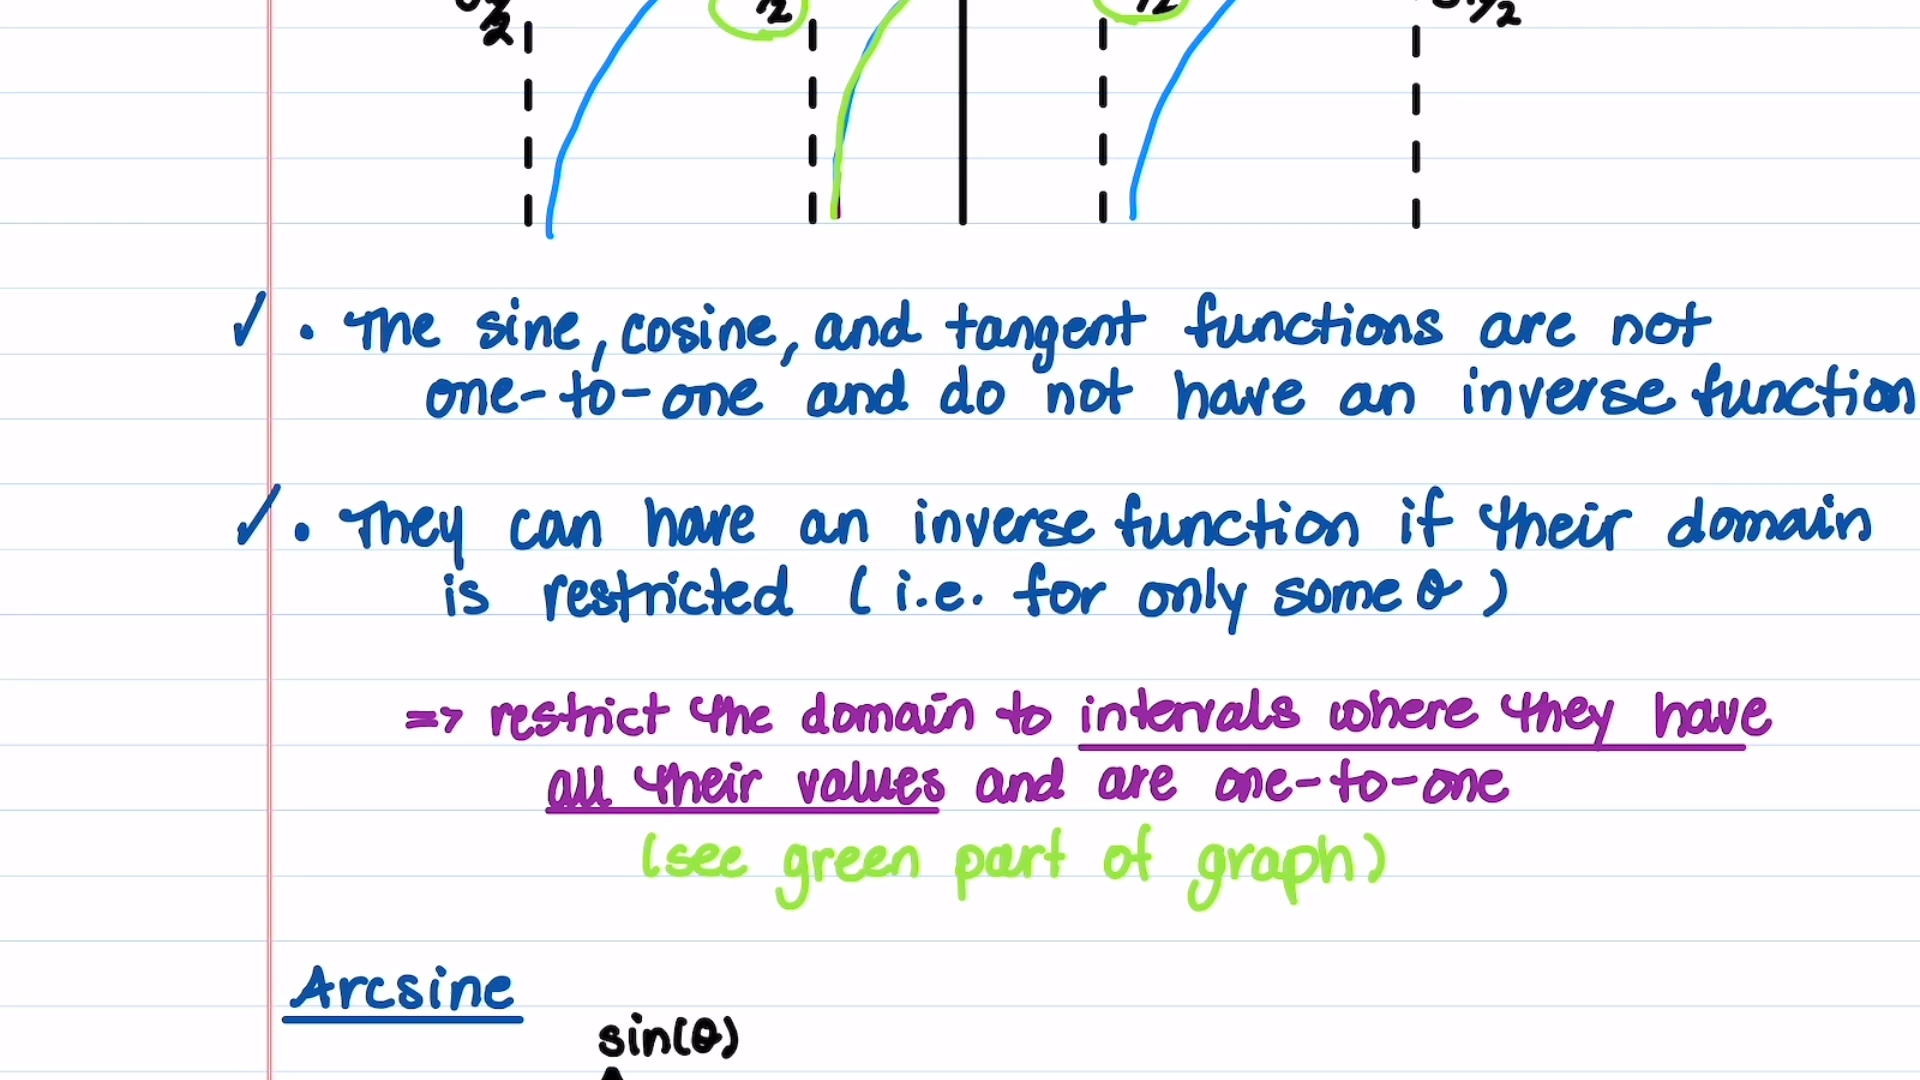 • The sine, cosine, and tangent functions are not
one-to-one and do not have an inverse function
• They can have an inverse function if their domain
is restricted (i.e. for only some θ)
=> restrict the domain to intervals where they have
all their values and are one-to-one
(see green part of graph)
Arcsine
sin(θ)